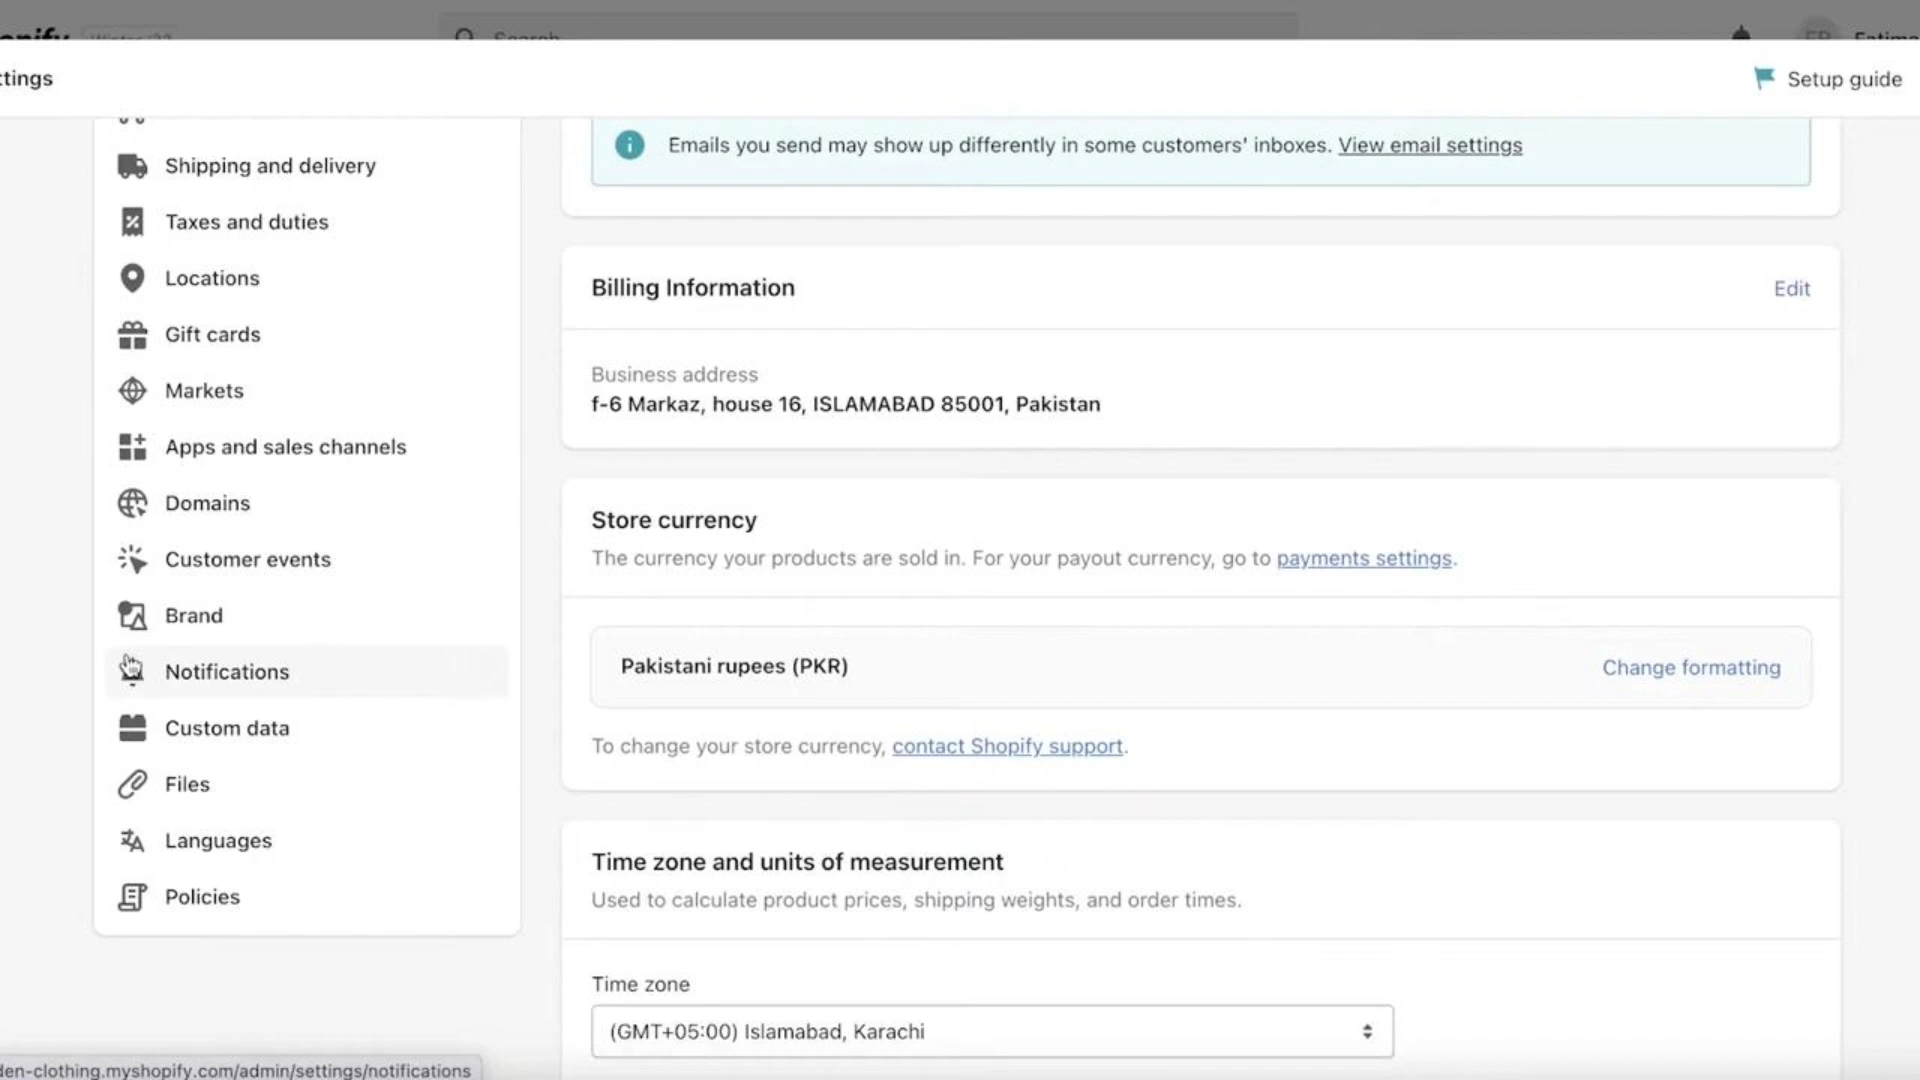 Search
Setup guide
Shipping and delivery
Taxes and duties
Locations
Gift cards
Markets
Apps and sales channels
Domains
Customer events
Brand
Notifications
Custom data
Files
Languages
Policies
Emails you send may show up differently in some customers' inboxes. View email settings
Billing Information
Edit
Business address
f-6 Markaz, house 16, ISLAMABAD 85001, Pakistan
Store currency
The currency your products are sold in. For your payout currency, go to payments settings.
Pakistani rupees (PKR)
Change formatting
To change your store currency, contact Shopify support.
Time zone and units of measurement
Used to calculate product prices, shipping weights, and order times.
Time zone
(GMT+05:00) Islamabad, Karachi
den-clothing.myshopify.com/admin/settings/notifications